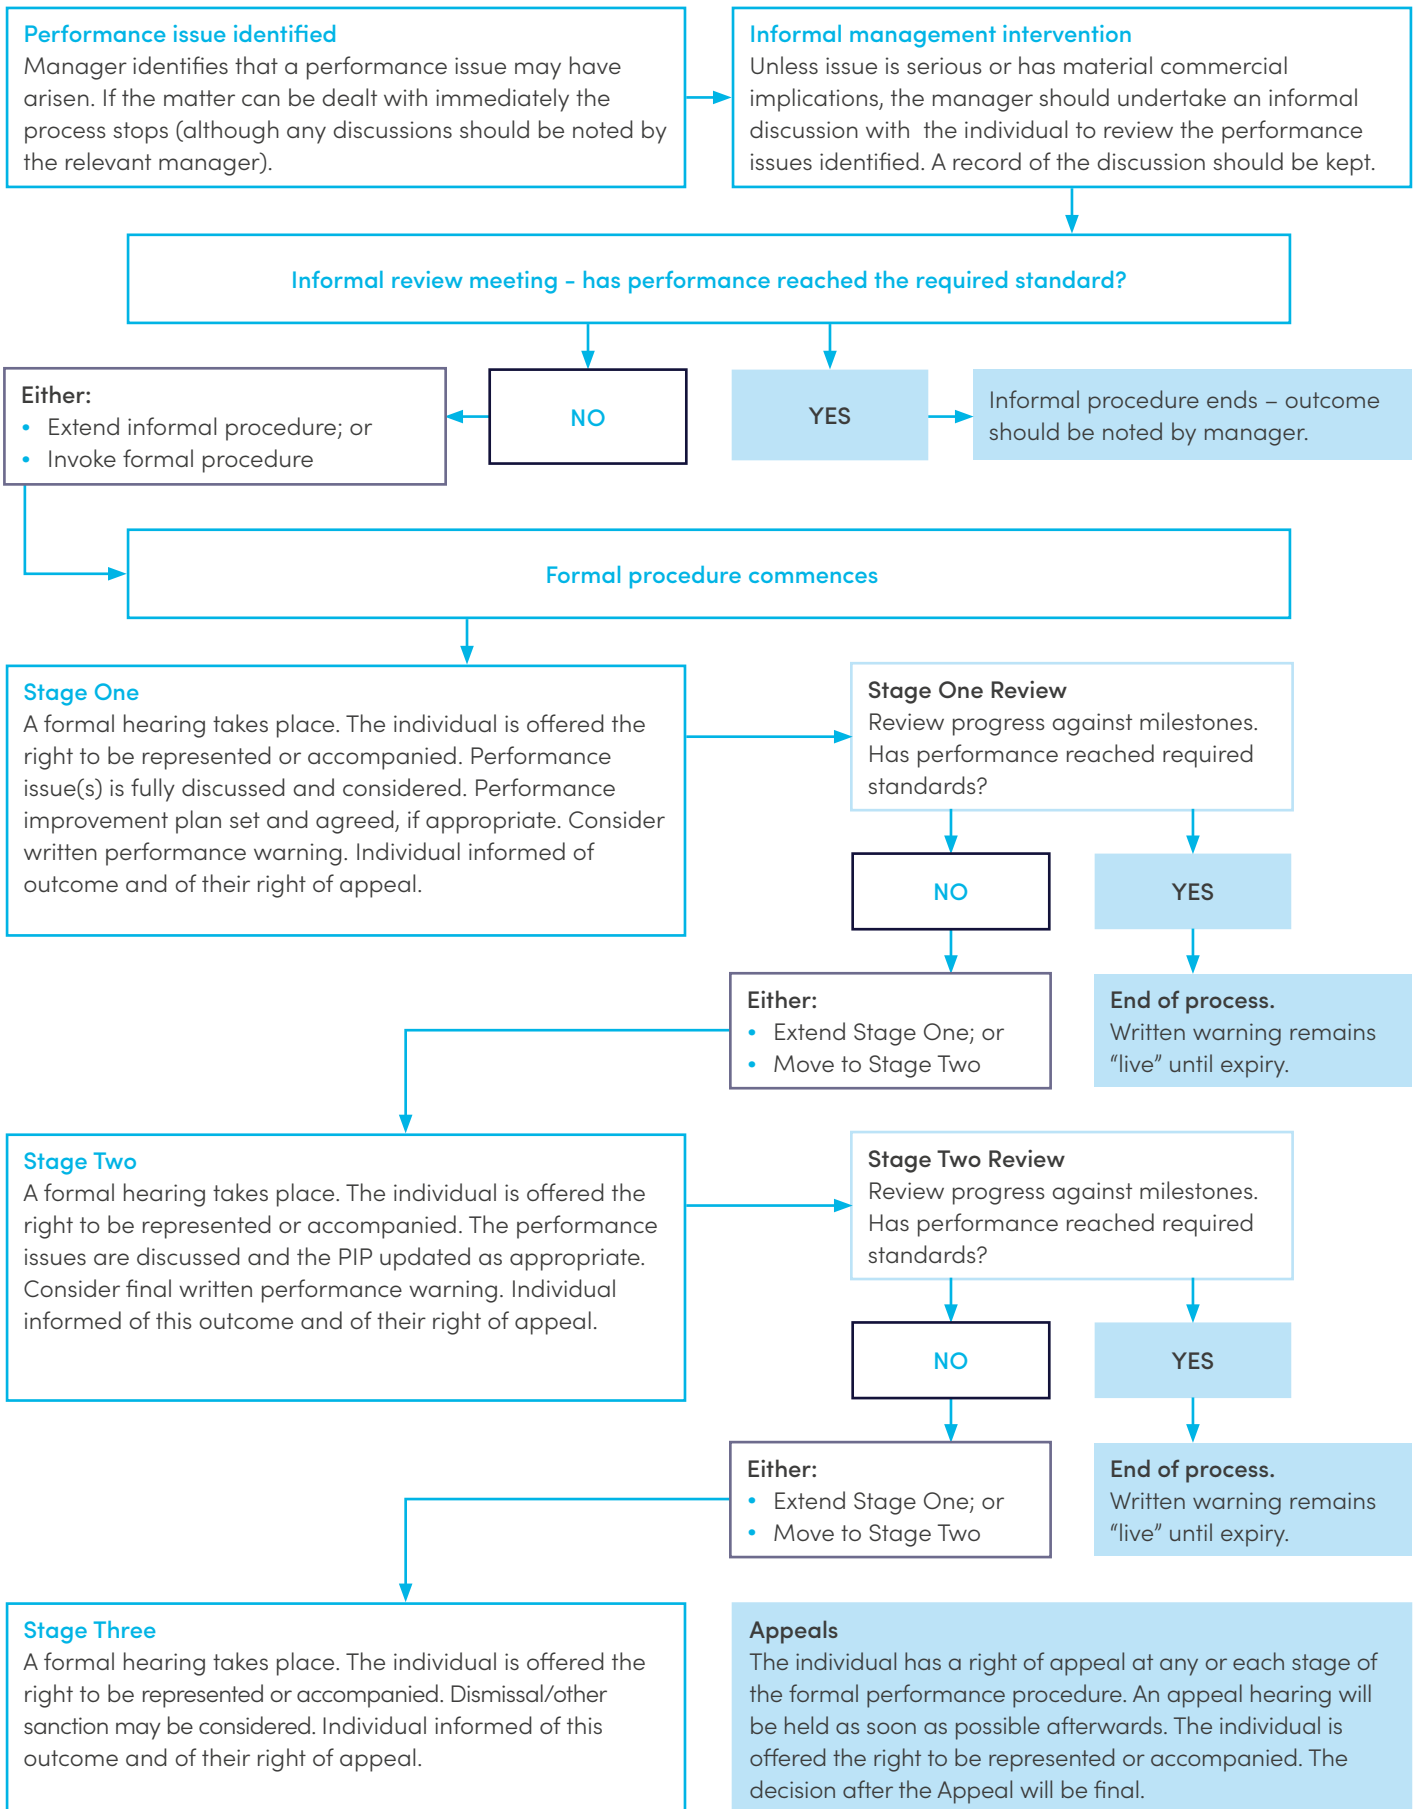 Performance issue identified
Manager identifies that a performance issue may have
arisen. If the matter can be dealt with immediately the
process stops (although any discussions should be noted by
the relevant manager).
Informal management intervention
Unless issue is serious or has material commercial
implications, the manager should undertake an informal
discussion with the individual to review the performance
issues identified. A record of the discussion should be kept.
Informal review meeting - has performance reached the required standard?
Either:
• Extend informal procedure; or
• Invoke formal procedure
NO
YES
Informal procedure ends – outcome
should be noted by manager.
Formal procedure commences
Stage One
A formal hearing takes place. The individual is offered the
right to be represented or accompanied. Performance
issue(s) is fully discussed and considered. Performance
improvement plan set and agreed, if appropriate. Consider
written performance warning. Individual informed of
outcome and of their right of appeal.
Stage One Review
Review progress against milestones.
Has performance reached required
standards?
NO
YES
Either:
• Extend Stage One; or
• Move to Stage Two
End of process.
Written warning remains
“live” until expiry.
Stage Two
A formal hearing takes place. The individual is offered the
right to be represented or accompanied. The performance
issues are discussed and the PIP updated as appropriate.
Consider final written performance warning. Individual
informed of this outcome and of their right of appeal.
Stage Two Review
Review progress against milestones.
Has performance reached required
standards?
NO
YES
Either:
• Extend Stage One; or
• Move to Stage Two
End of process.
Written warning remains
“live” until expiry.
Stage Three
A formal hearing takes place. The individual is offered the
right to be represented or accompanied. Dismissal/other
sanction may be considered. Individual informed of this
outcome and of their right of appeal.
Appeals
The individual has a right of appeal at any or each stage of
the formal performance procedure. An appeal hearing will
be held as soon as possible afterwards. The individual is
offered the right to be represented or accompanied. The
decision after the Appeal will be final.